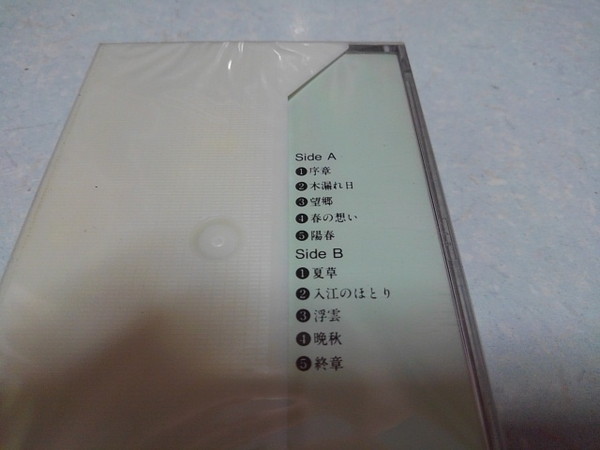 Side A
❶序章
❷木漏れ日
❸望郷
❹春の想い
❺陽春
Side B
❶夏草
❷入江のほとり
❸浮雲
❹晩秋
❺終章